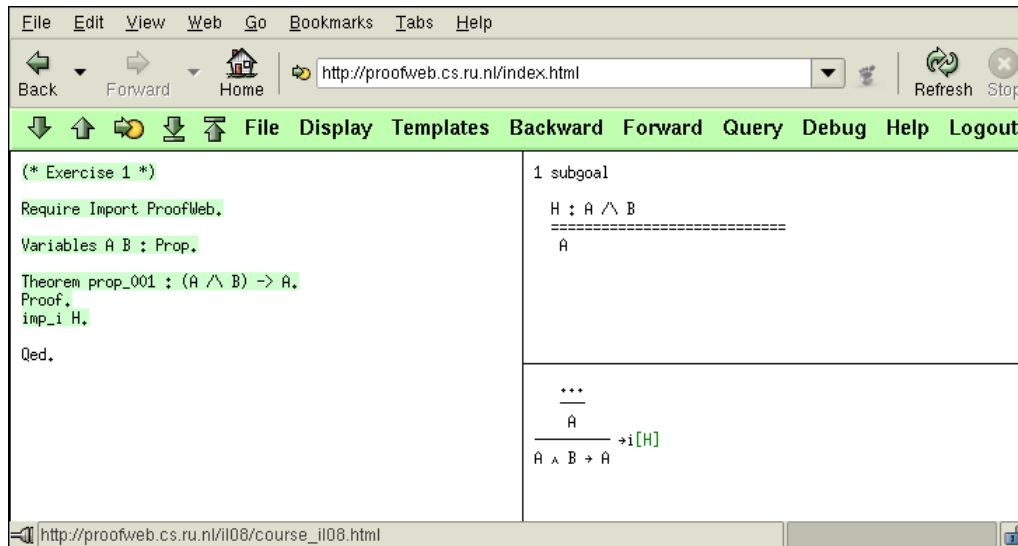 File Edit View Web Go Bookmarks Tabs Help
Back Forward Home http://proofweb.cs.ru.nl/index.html Refresh Stop
File Display Templates Backward Forward Query Debug Help Logout
(* Exercise 1 *)
Require Import ProofWeb.
Variables A B : Prop.
Theorem prop_001 : (A /\ B) -> A.
Proof.
imp_i H.
Qed.
1 subgoal
H : A /\ B
============================
A
...
A
→i[H]
A ∧ B → A
http://proofweb.cs.ru.nl/il08/course_il08.html